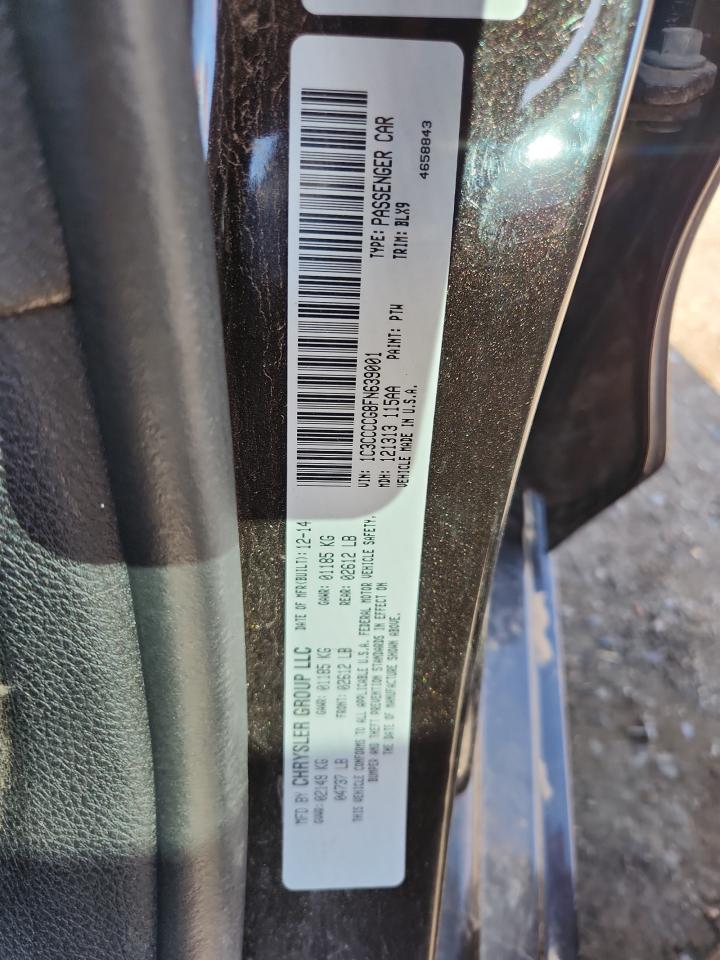 MFD BY CHRYSLER GROUP LLC DATE OF MFR(BUILT): 12-14
GVWR: 02149 KG GAWR: 01185 KG GAWR: 01185 KG
04737 LB FRONT: 02612 LB REAR: 02612 LB
THIS VEHICLE CONFORMS TO ALL APPLICABLE U.S.A. FEDERAL MOTOR VEHICLE SAFETY,
BUMPER AND THEFT PREVENTION STANDARDS IN EFFECT ON
THE DATE OF MANUFACTURE SHOWN ABOVE.
VIN: 1C3CCCCG8FN639001 TYPE: PASSENGER CAR
MDH: 121313 115AA PAINT: PTW TRIM: BLX9
VEHICLE MADE IN U.S.A. 4658843